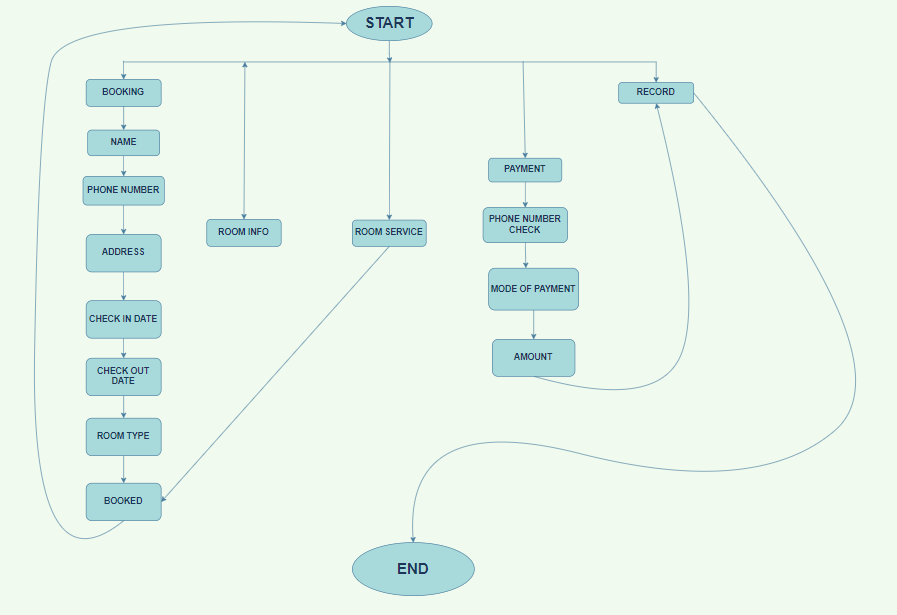 START
BOOKING
NAME
PHONE NUMBER
ADDRESS
CHECK IN DATE
CHECK OUT
DATE
ROOM TYPE
BOOKED
ROOM INFO
ROOM SERVICE
PAYMENT
PHONE NUMBER
CHECK
MODE OF PAYMENT
AMOUNT
RECORD
END